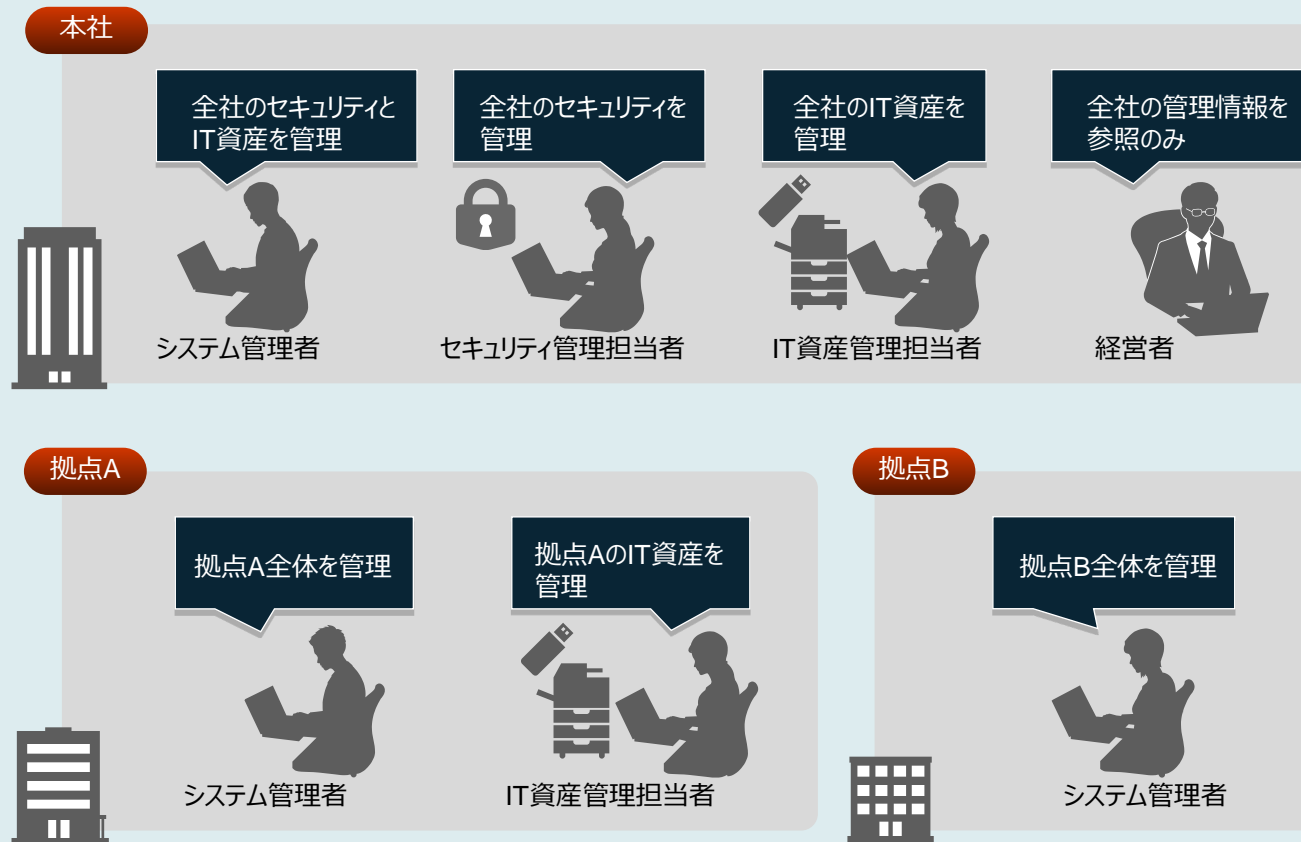 本社
全社のセキュリティと
IT資産を管理
全社のセキュリティを
管理
全社のIT資産を
管理
全社の管理情報を
参照のみ
システム管理者
セキュリティ管理担当者
IT資産管理担当者
経営者
拠点A
拠点A全体を管理
拠点AのIT資産を
管理
システム管理者
IT資産管理担当者
拠点B
拠点B全体を管理
システム管理者